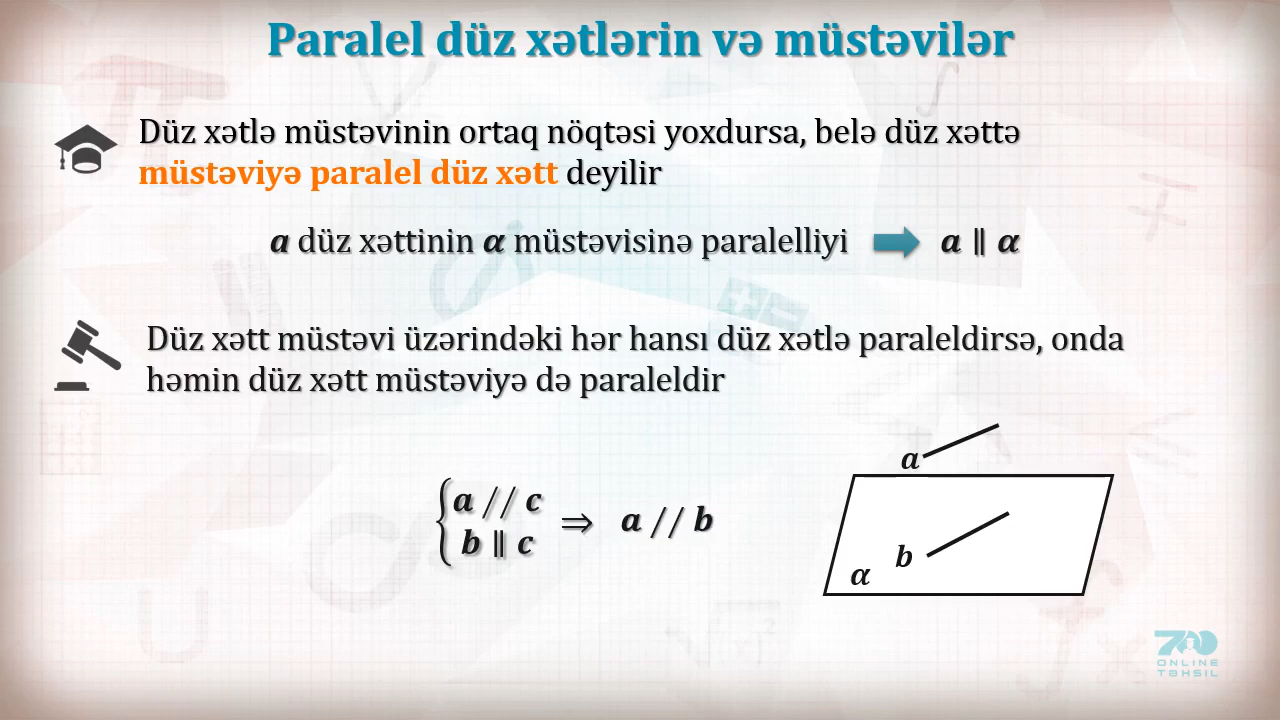 Paralel düz xətlərin və müstəvilər
Düz xətlə müstəvinin ortaq nöqtəsi yoxdursa, belə düz xəttə
müstəviyə paralel düz xətt deyilir
a düz xəttinin α müstəvisinə paralelliyi ➡ a ∥ α
Düz xətt müstəvi üzərindəki hər hansı düz xətlə paraleldirsə, onda
həmin düz xətt müstəviyə də paraleldir
a // c
b ∥ c
⇒ a // b
a
b
α
700
ONLINE
TƏHSIL